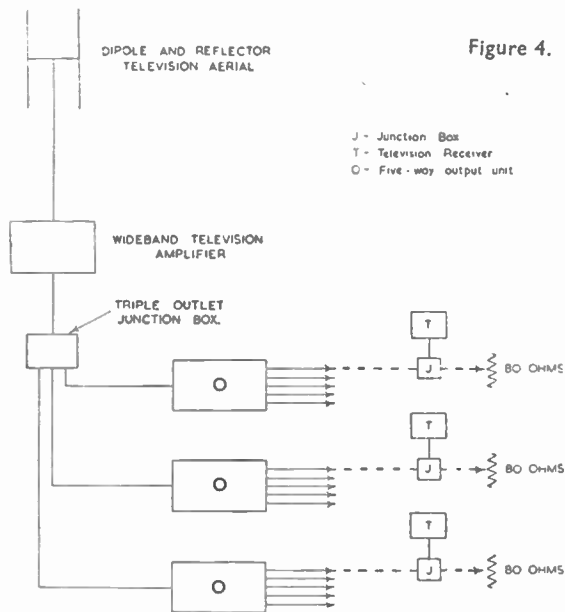 DIPOLE AND REFLECTOR
TELEVISION AERIAL
Figure 4.
J - Junction Box
T - Television Receiver
O - Five-way output unit
WIDEBAND TELEVISION
AMPLIFIER
TRIPLE OUTLET
JUNCTION BOX.
T
O
J
80 OHMS
T
O
J
80 OHMS
T
O
J
80 OHMS